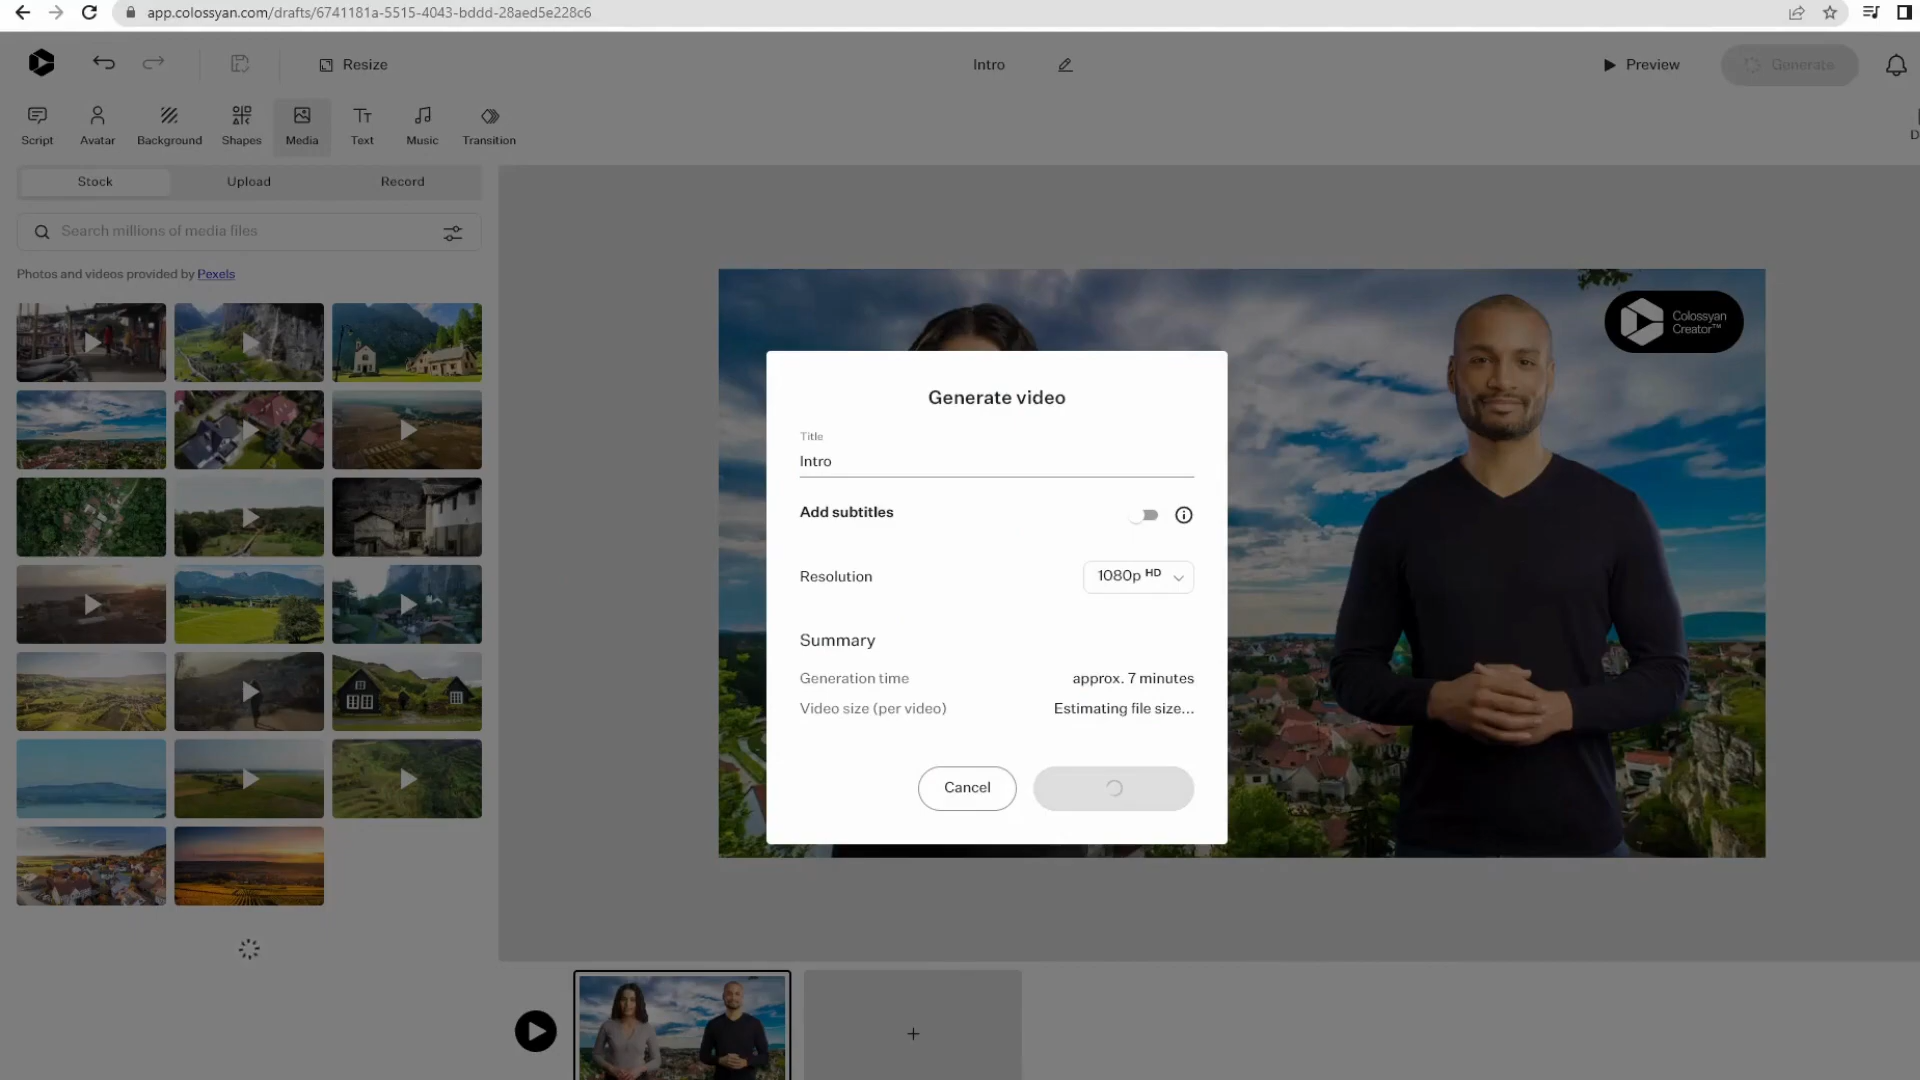 app.colossyan.com/drafts/6741181a-5515-4043-bddd-28aed5e228c6
Resize
Intro
Preview
Generate
Script
Avatar
Background
Shapes
Media
Text
Music
Transition
Stock
Upload
Record
Search millions of media files
Photos and videos provided by Pexels
Colossyan
Creator™
Generate video
Title
Intro
Add subtitles
Resolution
1080p HD
Summary
Generation time
approx. 7 minutes
Video size (per video)
Estimating file size...
Cancel